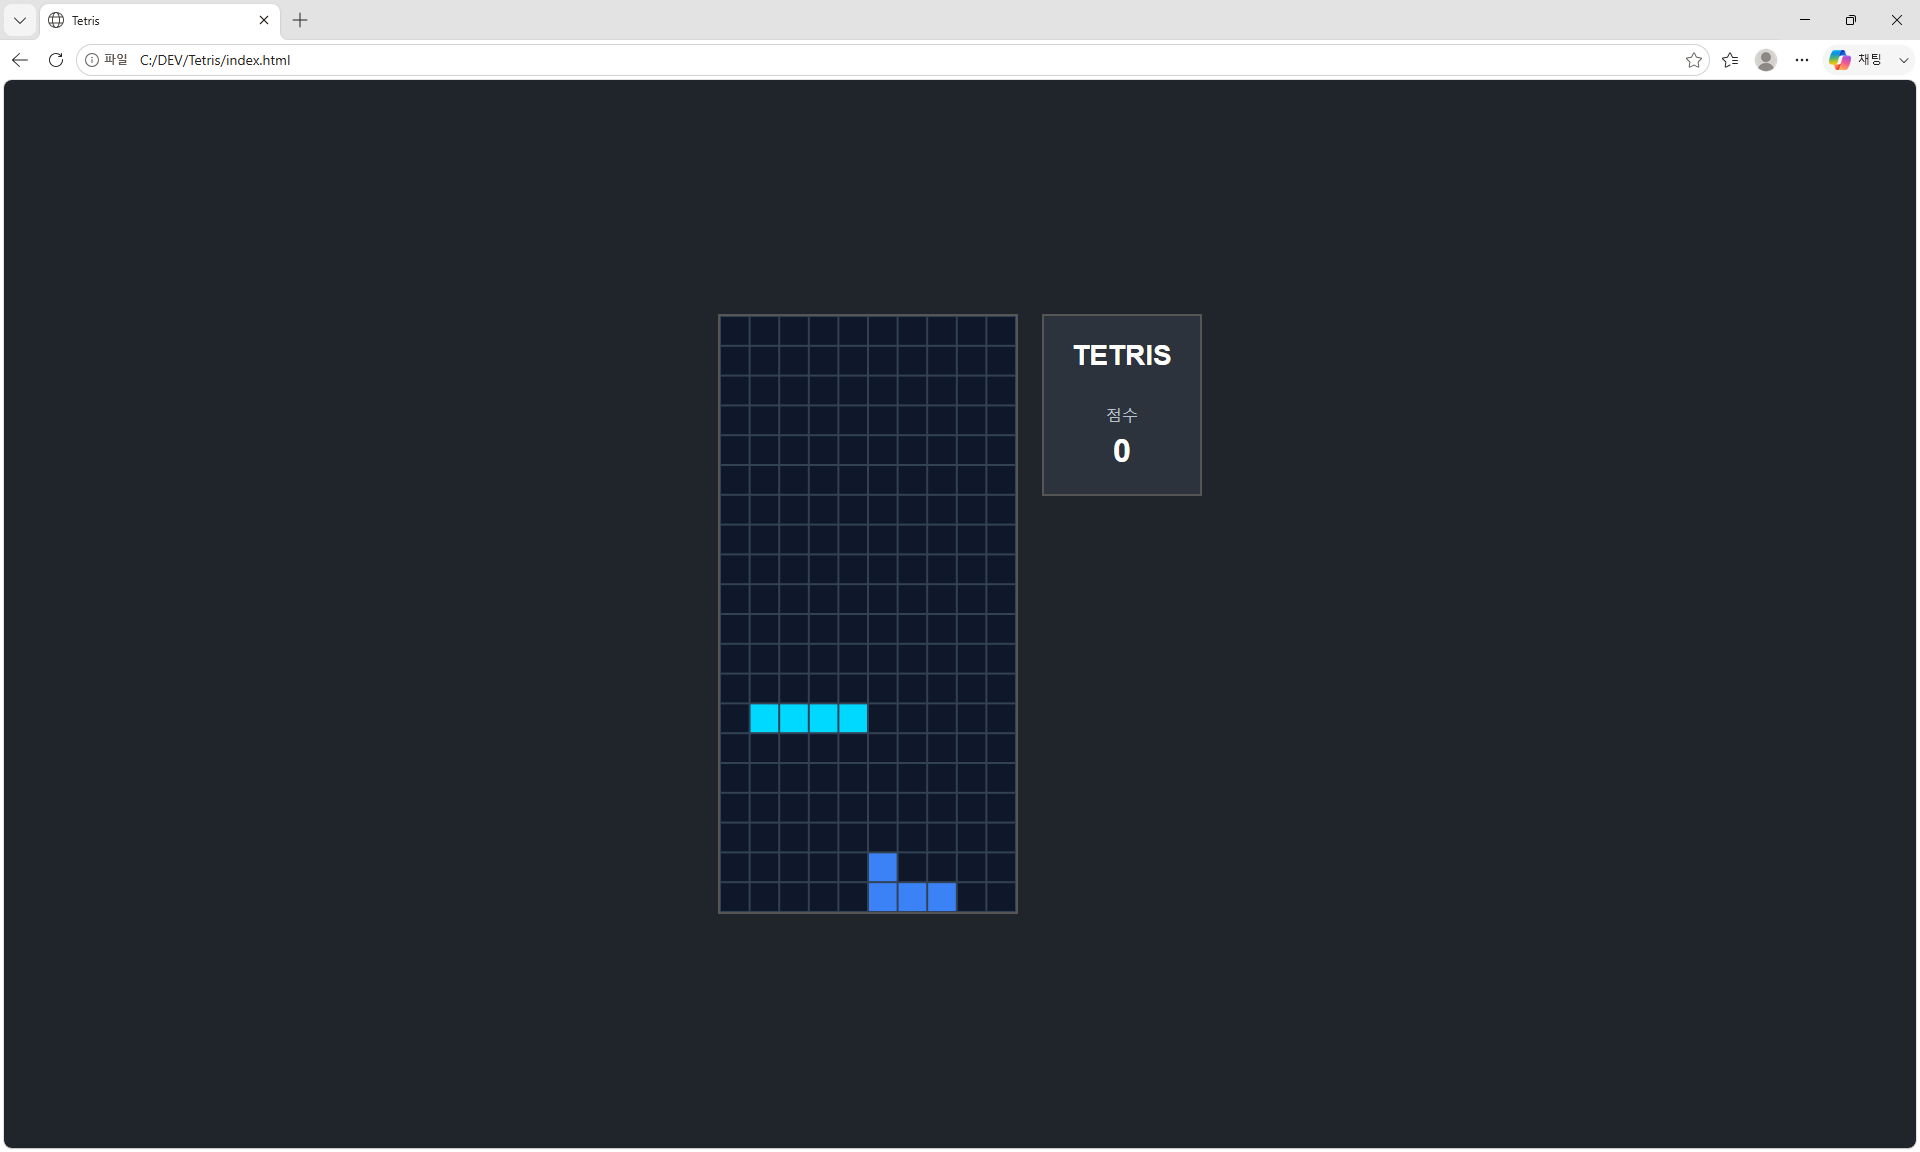 Tetris
파일 C:/DEV/Tetris/index.html
채팅
TETRIS
점수
0